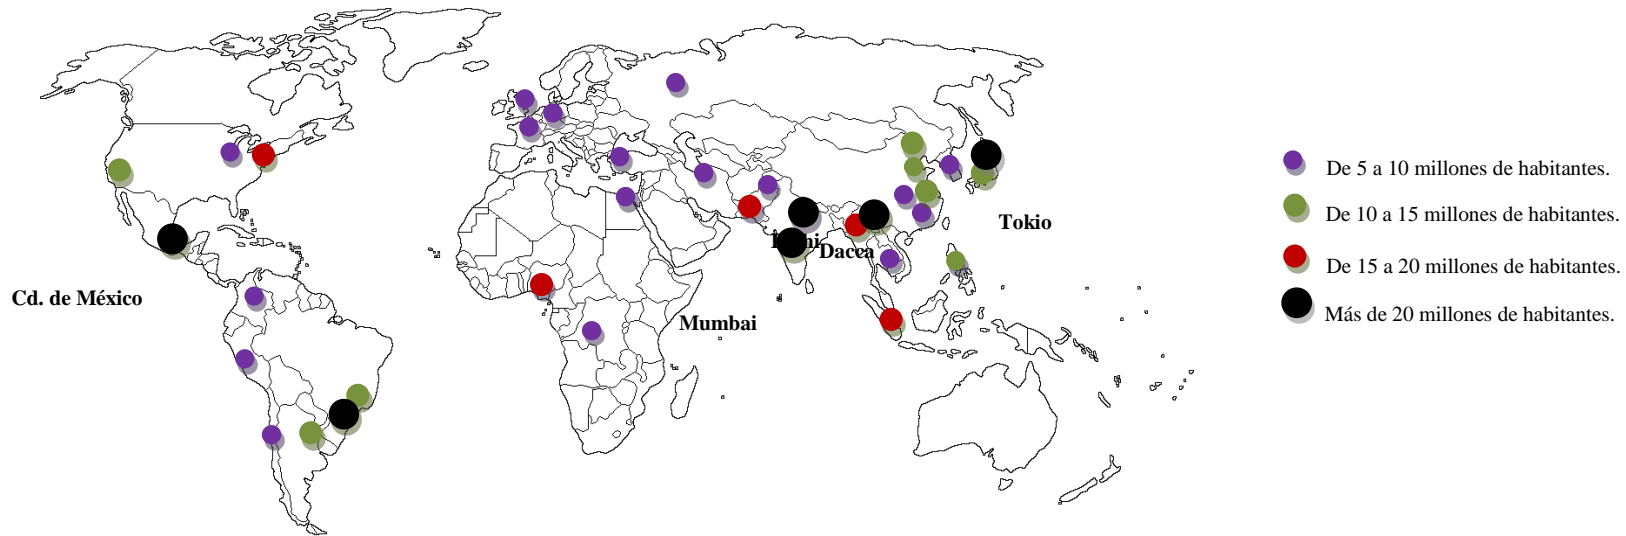 Cd. de México
Mumbai
Dacca
Tokio
De 5 a 10 millones de habitantes.
De 10 a 15 millones de habitantes.
De 15 a 20 millones de habitantes.
Más de 20 millones de habitantes.